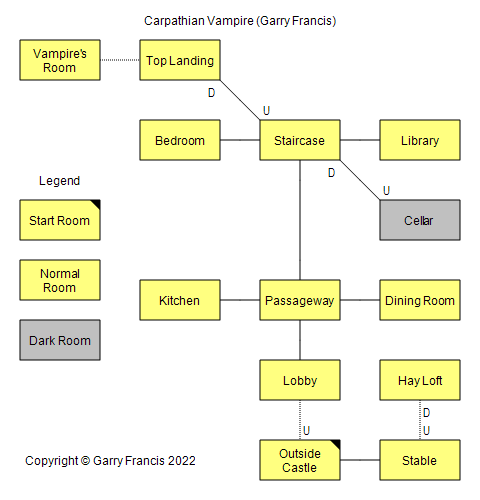 Carpathian Vampire (Garry Francis)
Vampire's
Room
Top Landing
D
U
Bedroom
Staircase
Library
D
U
Legend
Start Room
Cellar
Normal
Room
Kitchen
Passageway
Dining Room
Dark Room
Lobby
Hay Loft
D
U
U
Outside
Castle
Stable
Copyright © Garry Francis 2022